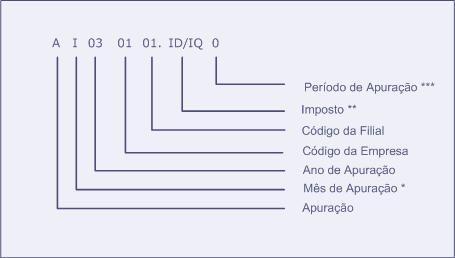 A I 03 01 01. ID/IQ 0
Período de Apuração ***
Imposto **
Código da Filial
Código da Empresa
Ano de Apuração
Mês de Apuração *
Apuração